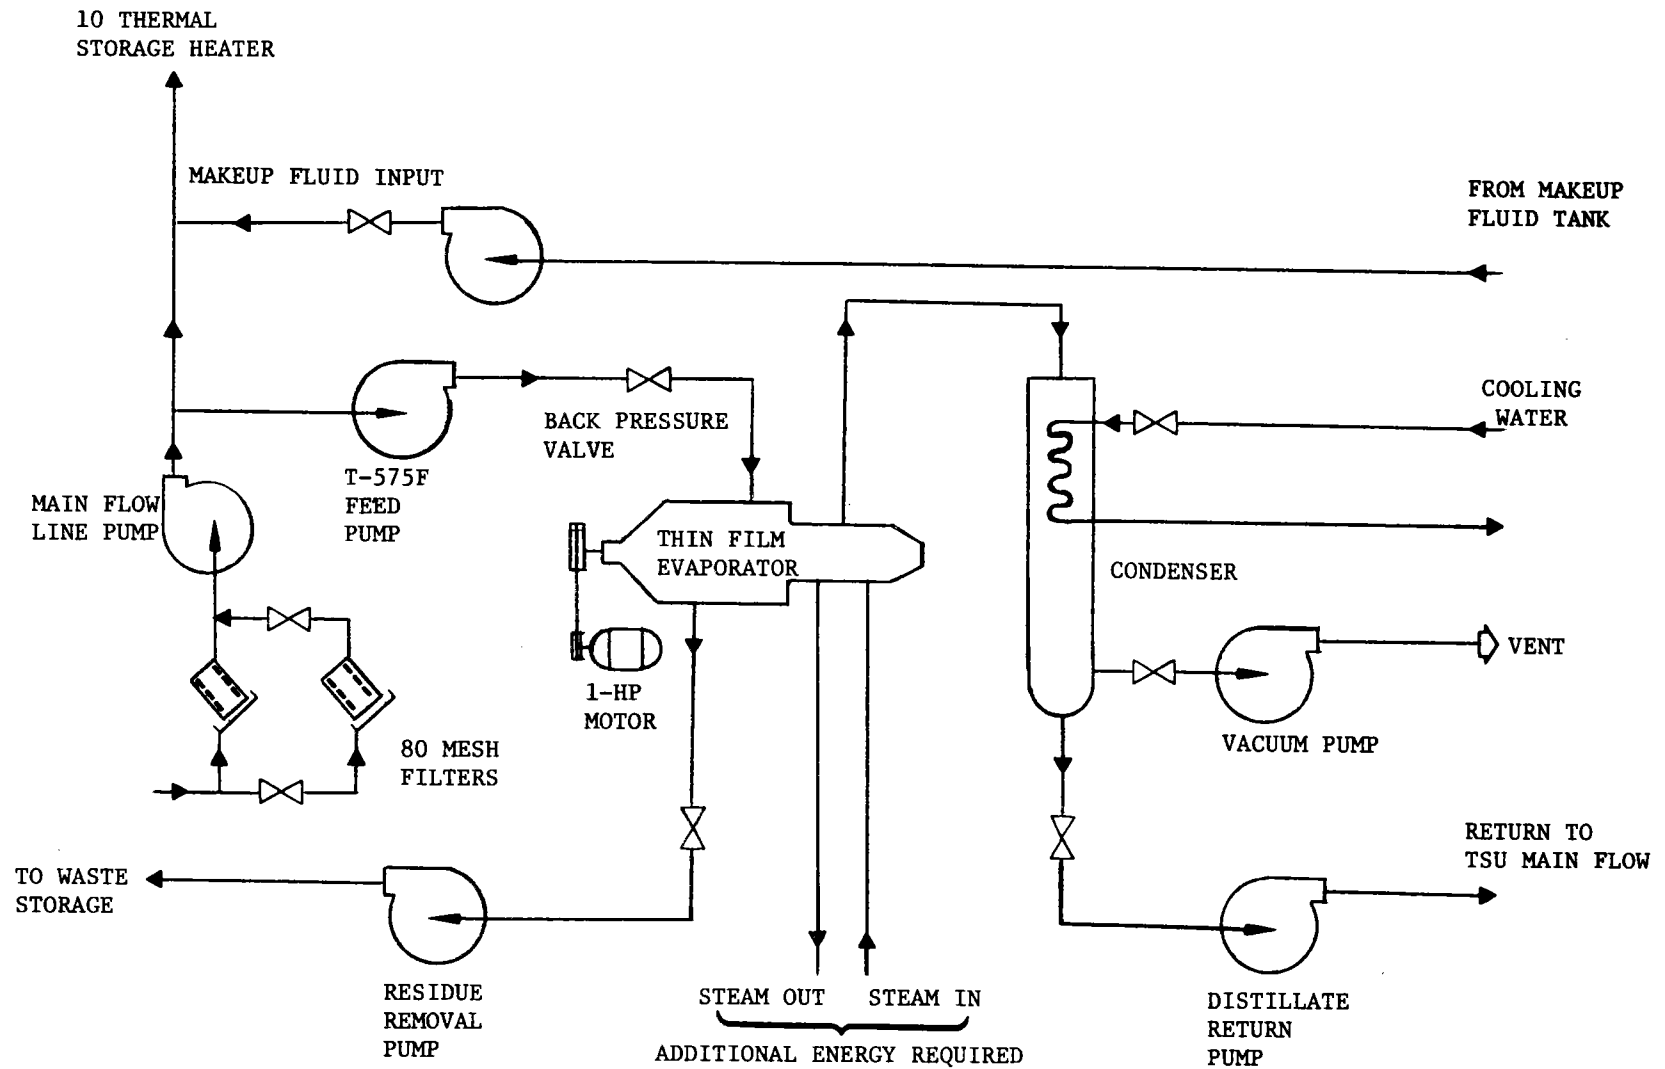 10 THERMAL
STORAGE HEATER
MAKEUP FLUID INPUT
FROM MAKEUP
FLUID TANK
COOLING
WATER
BACK PRESSURE
VALVE
T-575F
FEED
PUMP
MAIN FLOW
LINE PUMP
THIN FILM
EVAPORATOR
CONDENSER
VENT
1-HP
MOTOR
VACUUM PUMP
80 MESH
FILTERS
RETURN TO
TSU MAIN FLOW
TO WASTE
STORAGE
RESIDUE
REMOVAL
PUMP
STEAM OUT
STEAM IN
DISTILLATE
RETURN
PUMP
ADDITIONAL ENERGY REQUIRED